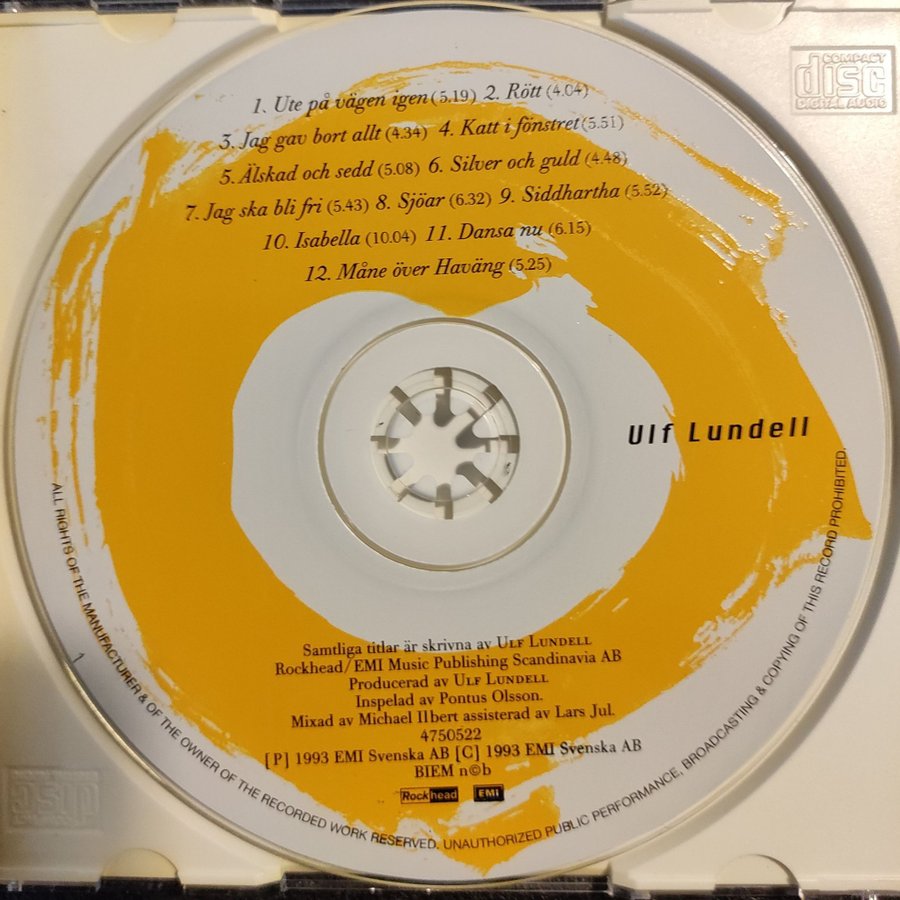 COMPACT
disc
DIGITAL AUDIO
1. Ute på vägen igen (5.19) 2. Rött (4.04)
3. Jag gav bort allt (4.34) 4. Katt i fönstret (5.51)
5. Älskad och sedd (5.08) 6. Silver och guld (4.48)
7. Jag ska bli fri (5.43) 8. Sjöar (6.32) 9. Siddhartha (5.52)
10. Isabella (10.04) 11. Dansa nu (6.15)
12. Måne över Haväng (5.25)
Ulf Lundell
Samtliga titlar är skrivna av ULF LUNDELL
Rockhead/EMI Music Publishing Scandinavia AB
Producerad av ULF LUNDELL
Inspelad av Pontus Olsson.
Mixad av Michael Ilbert assisterad av Lars Jul.
4750522
[P] 1993 EMI Svenska AB [C] 1993 EMI Svenska AB
BIEM n©b
Rockhead EMI
ALL RIGHTS OF THE MANUFACTURER & OF THE OWNER OF THE RECORDED WORK RESERVED. UNAUTHORIZED PUBLIC PERFORMANCE, BROADCASTING & COPYING OF THIS RECORD PROHIBITED.